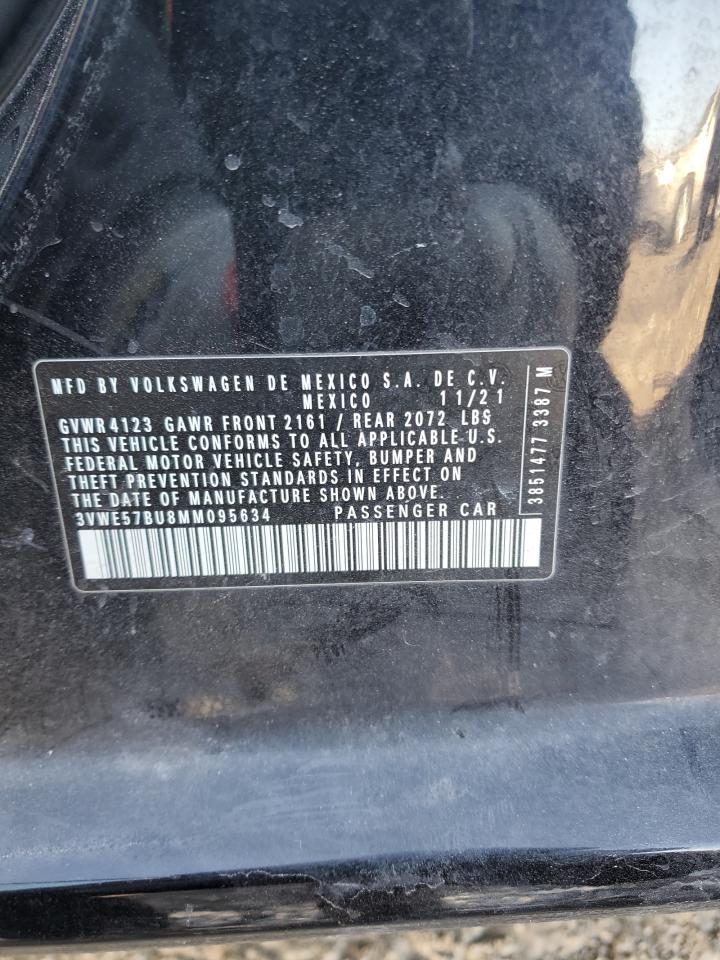 MFD BY VOLKSWAGEN DE MEXICO S.A. DE C.V.
MEXICO 11/21
GVWR 4123 GAWR FRONT 2161 / REAR 2072 LBS
THIS VEHICLE CONFORMS TO ALL APPLICABLE U.S.
FEDERAL MOTOR VEHICLE SAFETY, BUMPER AND
THEFT PREVENTION STANDARDS IN EFFECT ON
THE DATE OF MANUFACTURE SHOWN ABOVE.
3VWE57BU8MM095634 PASSENGER CAR
3851477 3387 M